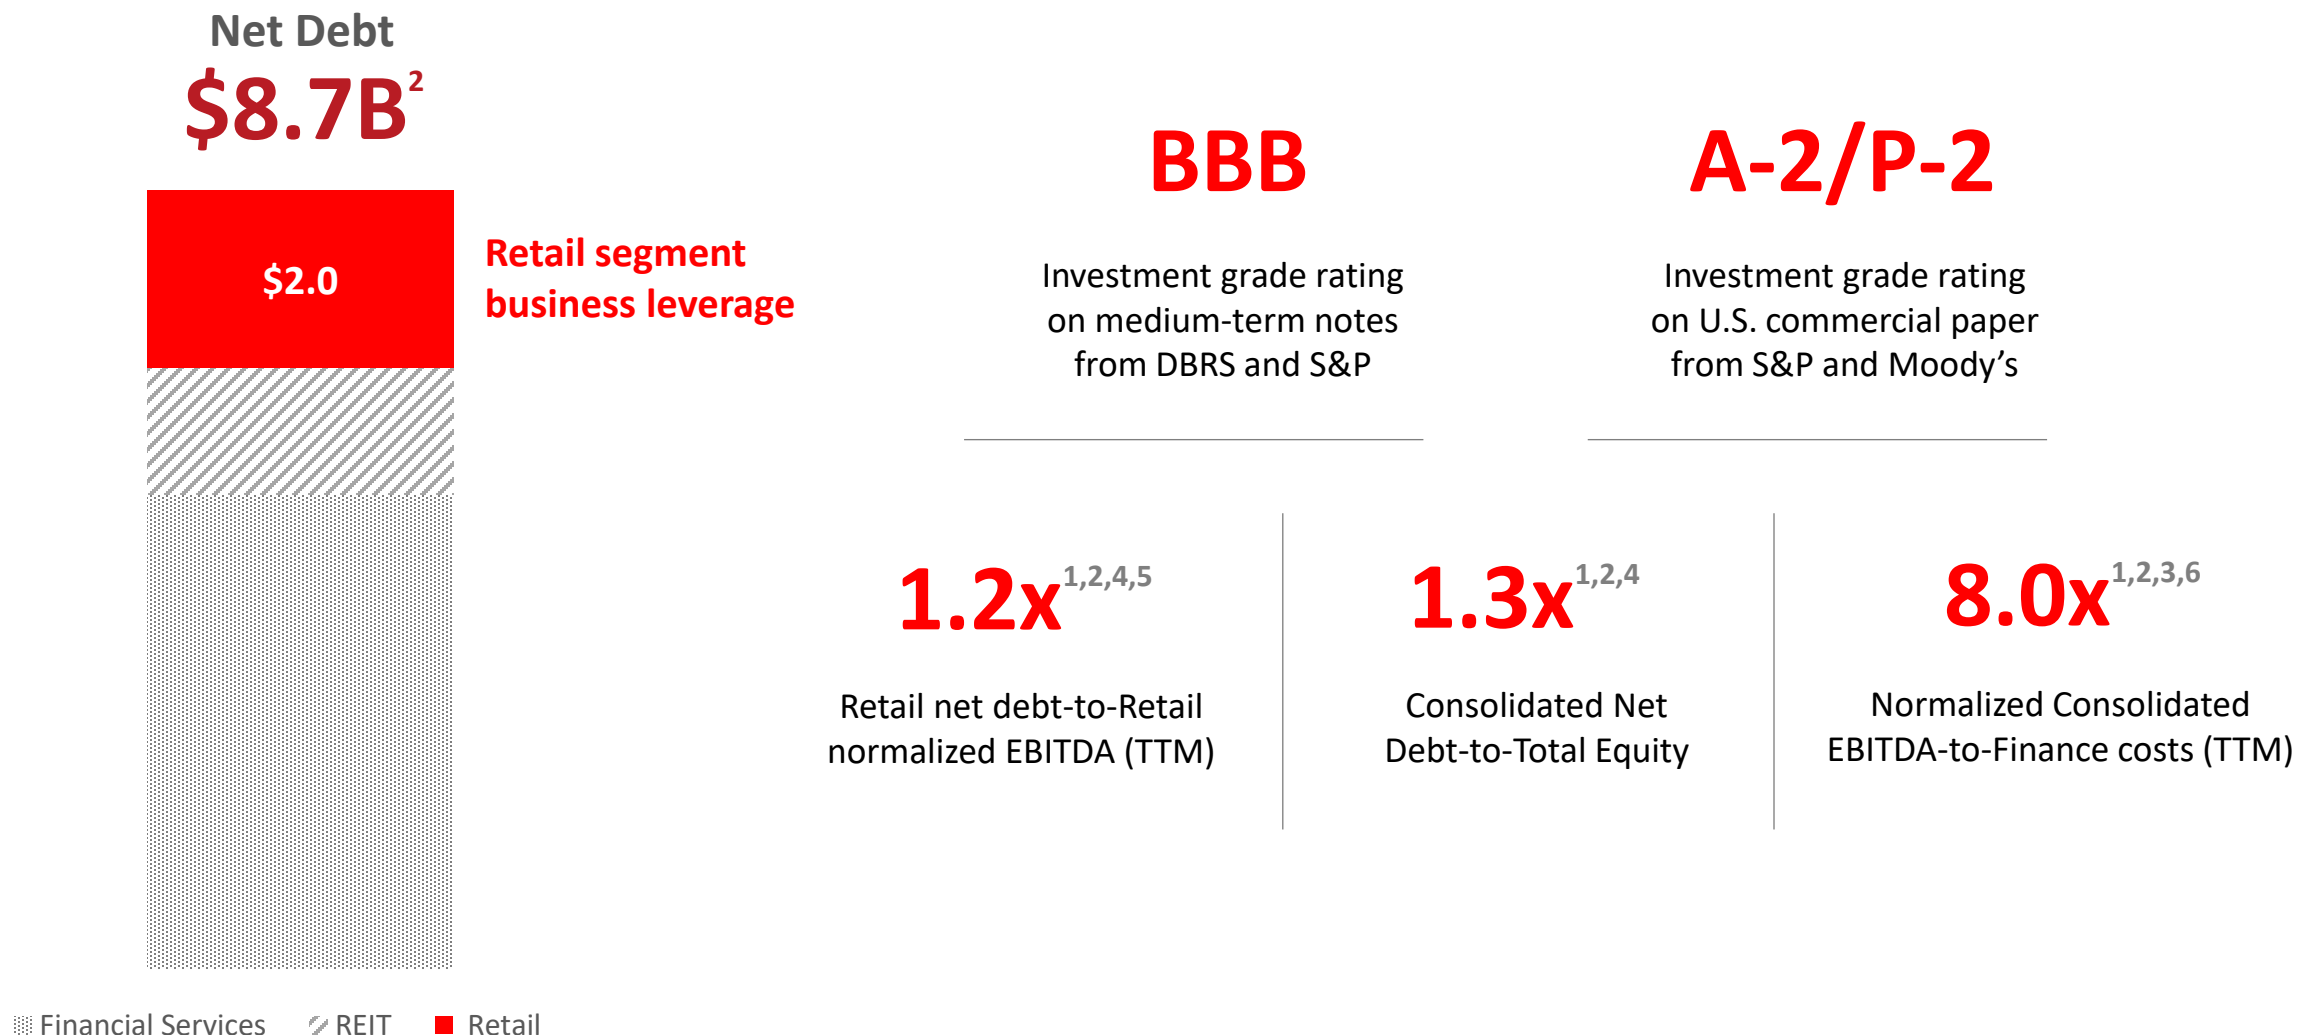 Net Debt
$8.7B2
$2.0
Retail segment
business leverage
Financial Services REIT Retail
BBB
Investment grade rating
on medium-term notes
from DBRS and S&P
A-2/P-2
Investment grade rating
on U.S. commercial paper
from S&P and Moody’s
1.2x1,2,4,5
Retail net debt-to-Retail
normalized EBITDA (TTM)
1.3x1,2,4
Consolidated Net
Debt-to-Total Equity
8.0x1,2,3,6
Normalized Consolidated
EBITDA-to-Finance costs (TTM)